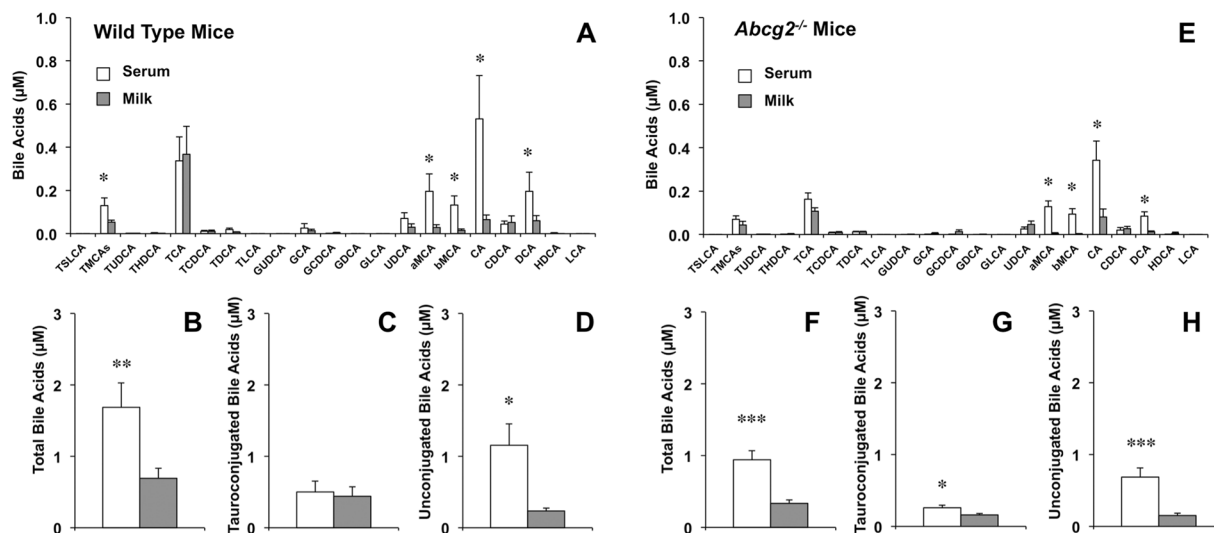 Wild Type Mice
A
Serum
Milk
Bile Acids (μM)
1.0
0.8
0.6
0.4
0.2
0.0
*
*
*
*
*
TSLCA
TMCAs
TUDCA
THDCA
TCA
TCDCA
TDCA
TLCA
GUDCA
GCA
GCDCA
GDCA
GLCA
UDCA
aMCA
bMCA
CA
CDCA
DCA
HDCA
LCA
Abcg2-/- Mice
E
Serum
Milk
Bile Acids (μM)
1.0
0.8
0.6
0.4
0.2
0.0
*
*
*
*
TSLCA
TMCAs
TUDCA
THDCA
TCA
TCDCA
TDCA
TLCA
GUDCA
GCA
GCDCA
GDCA
GLCA
UDCA
aMCA
bMCA
CA
CDCA
DCA
HDCA
LCA
B
Total Bile Acids (μM)
3
2
1
0
**
C
Tauroconjugated Bile Acids (μM)
3
2
1
0
D
Unconjugated Bile Acids (μM)
3
2
1
0
*
F
Total Bile Acids (μM)
3
2
1
0
***
G
Tauroconjugated Bile Acids (μM)
3
2
1
0
*
H
Unconjugated Bile Acids (μM)
3
2
1
0
***